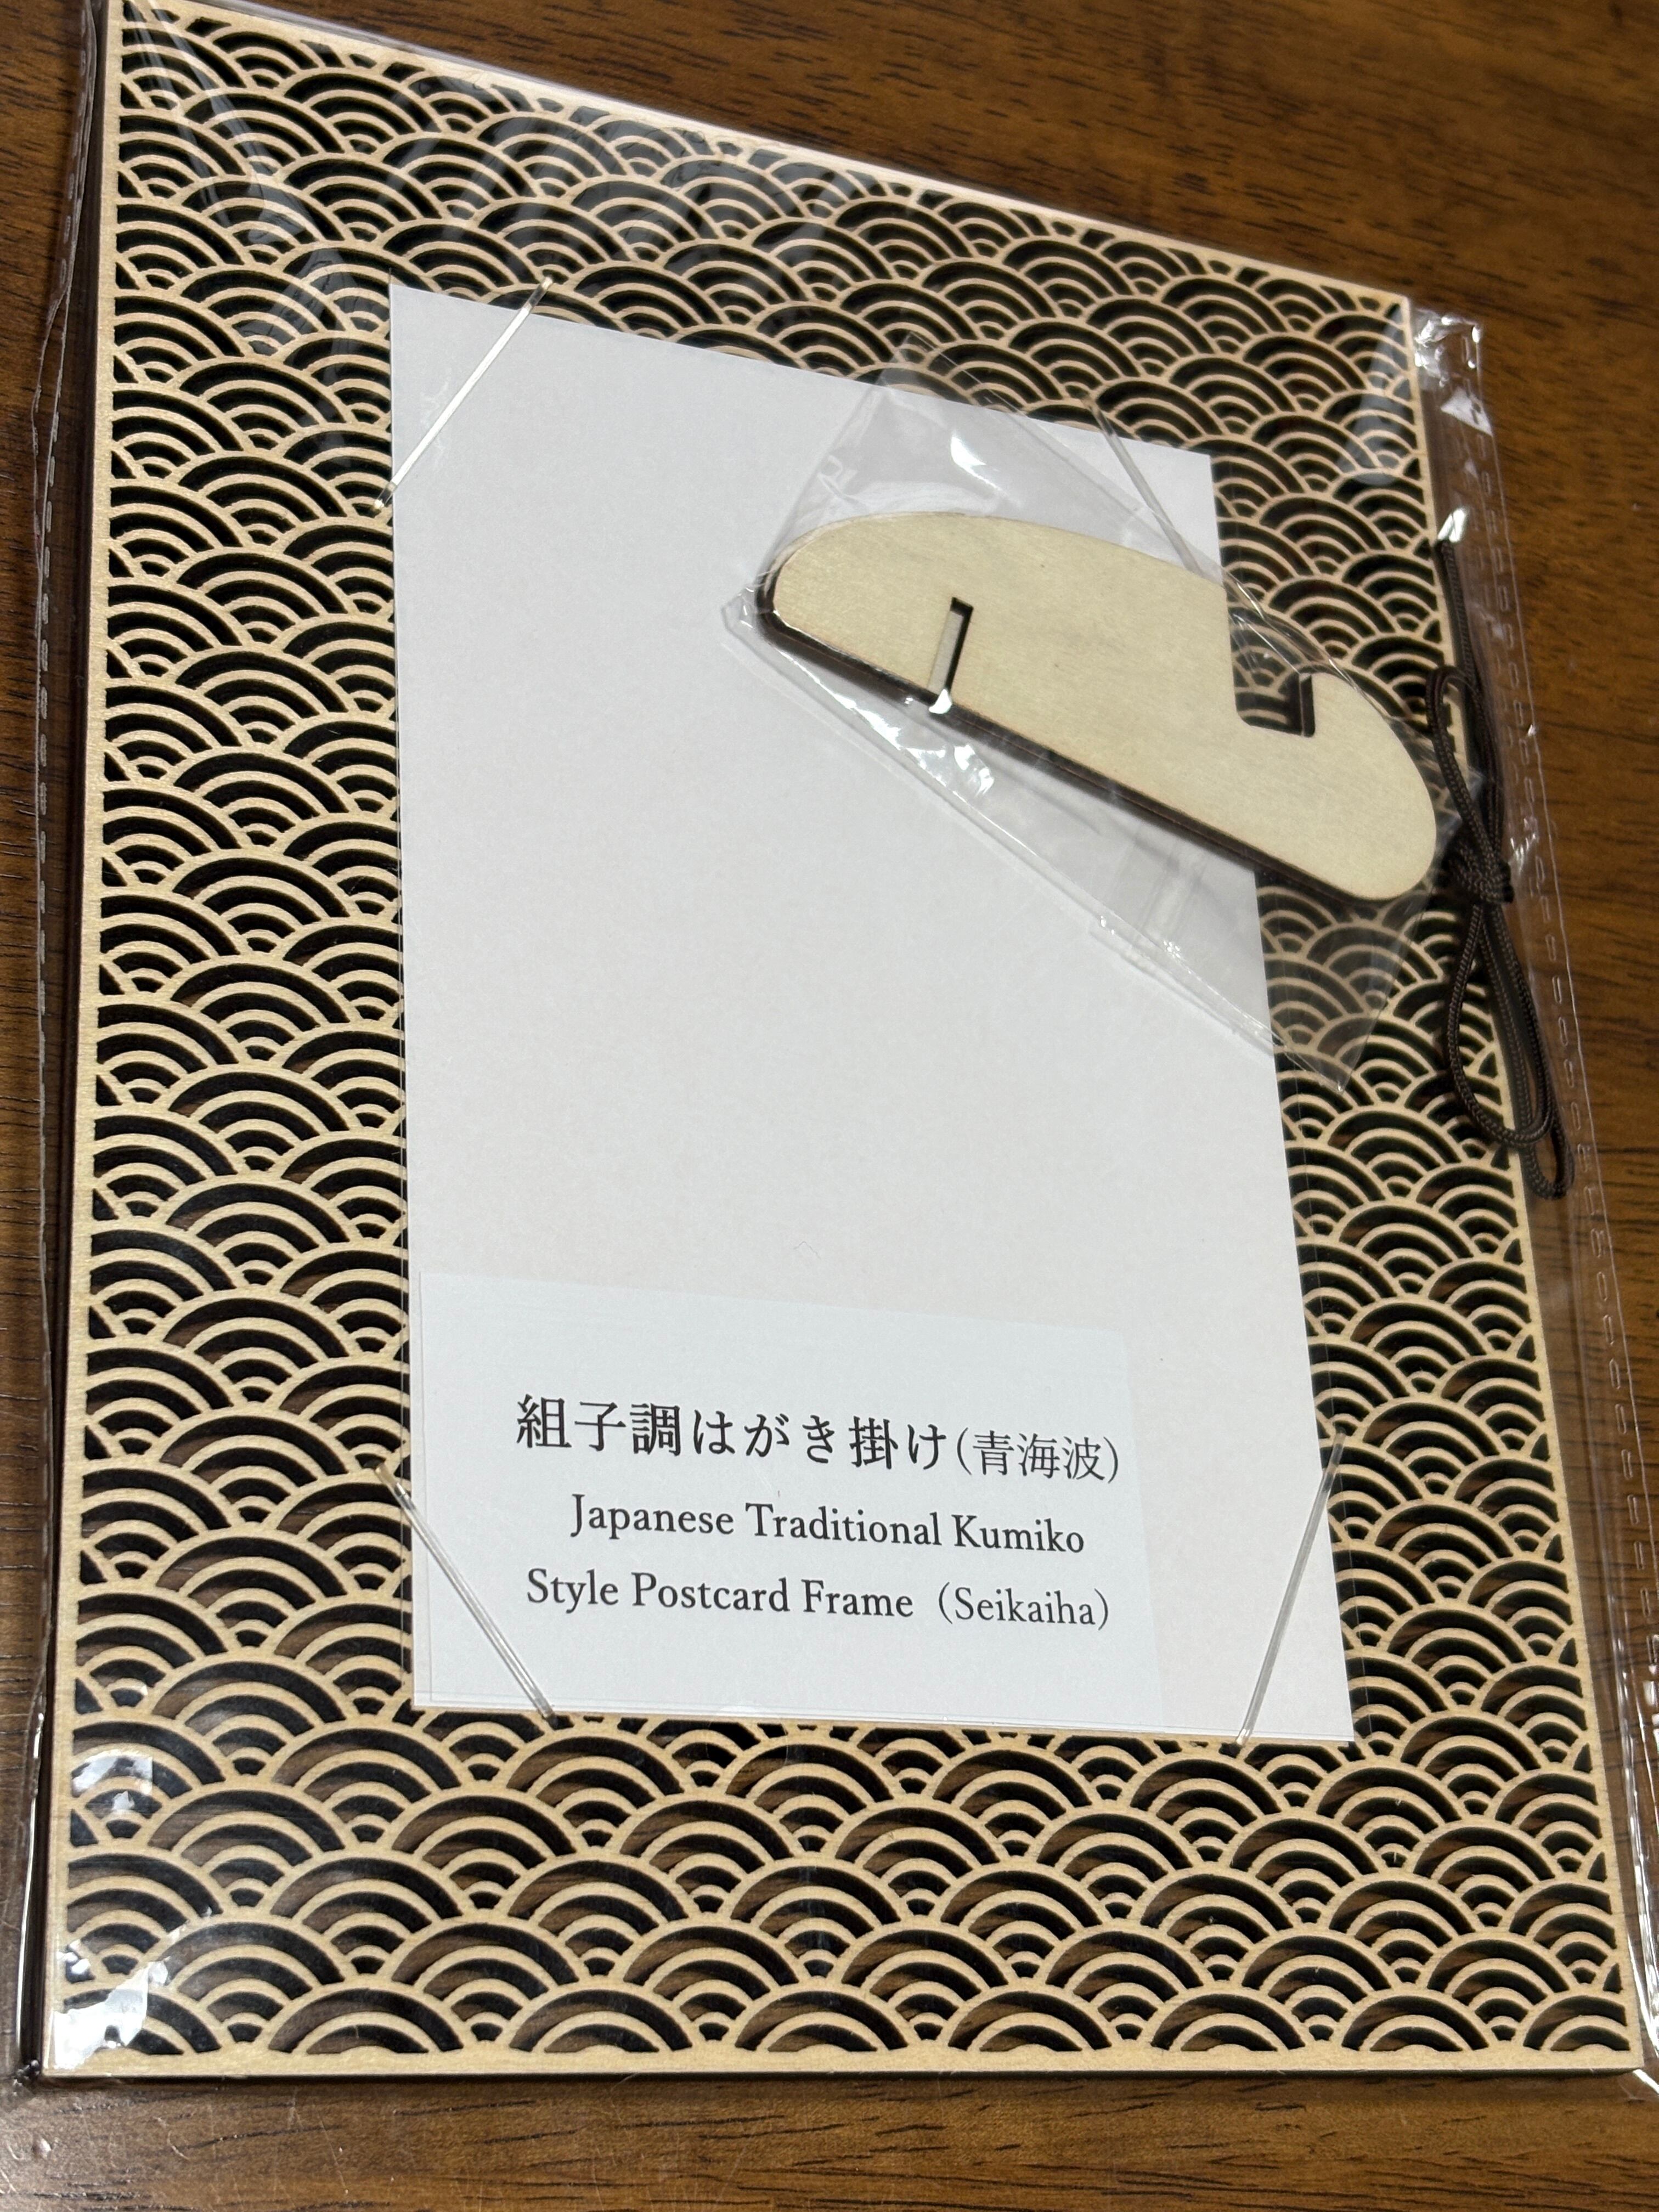 組子調はがき掛け(青海波)
Japanese Traditional Kumiko
Style Postcard Frame（Seikaiha）